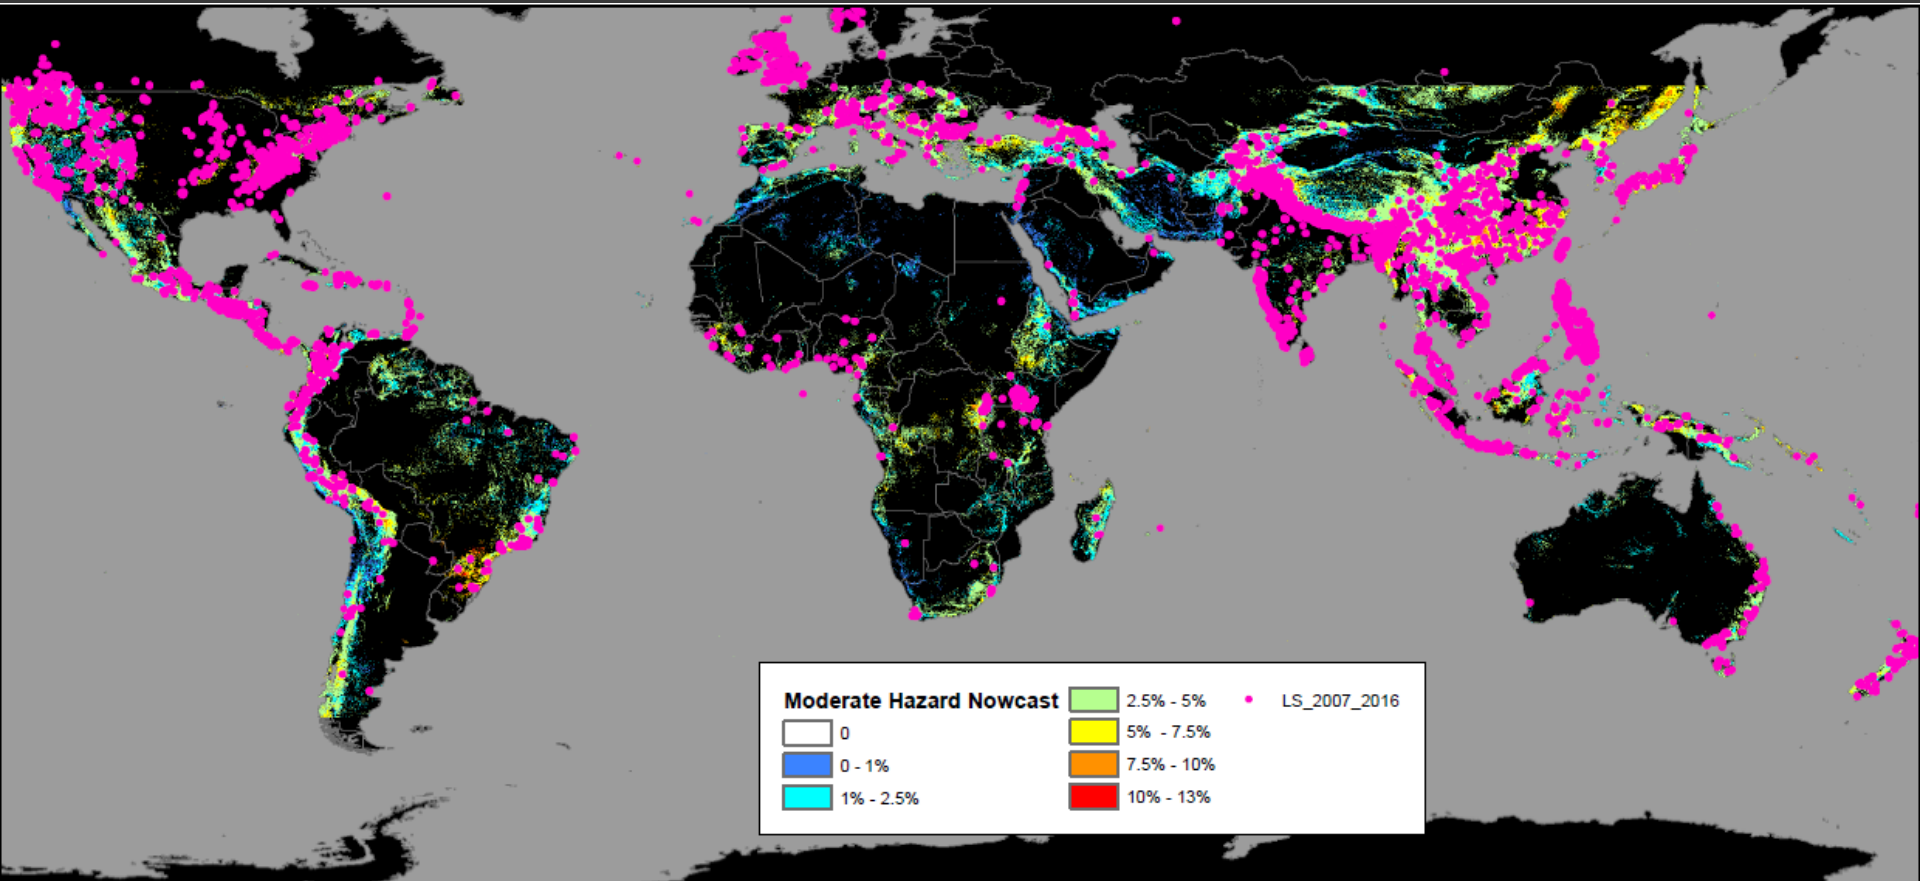 Moderate Hazard Nowcast
0
0 - 1%
1% - 2.5%
2.5% - 5%
5% - 7.5%
7.5% - 10%
10% - 13%
LS_2007_2016